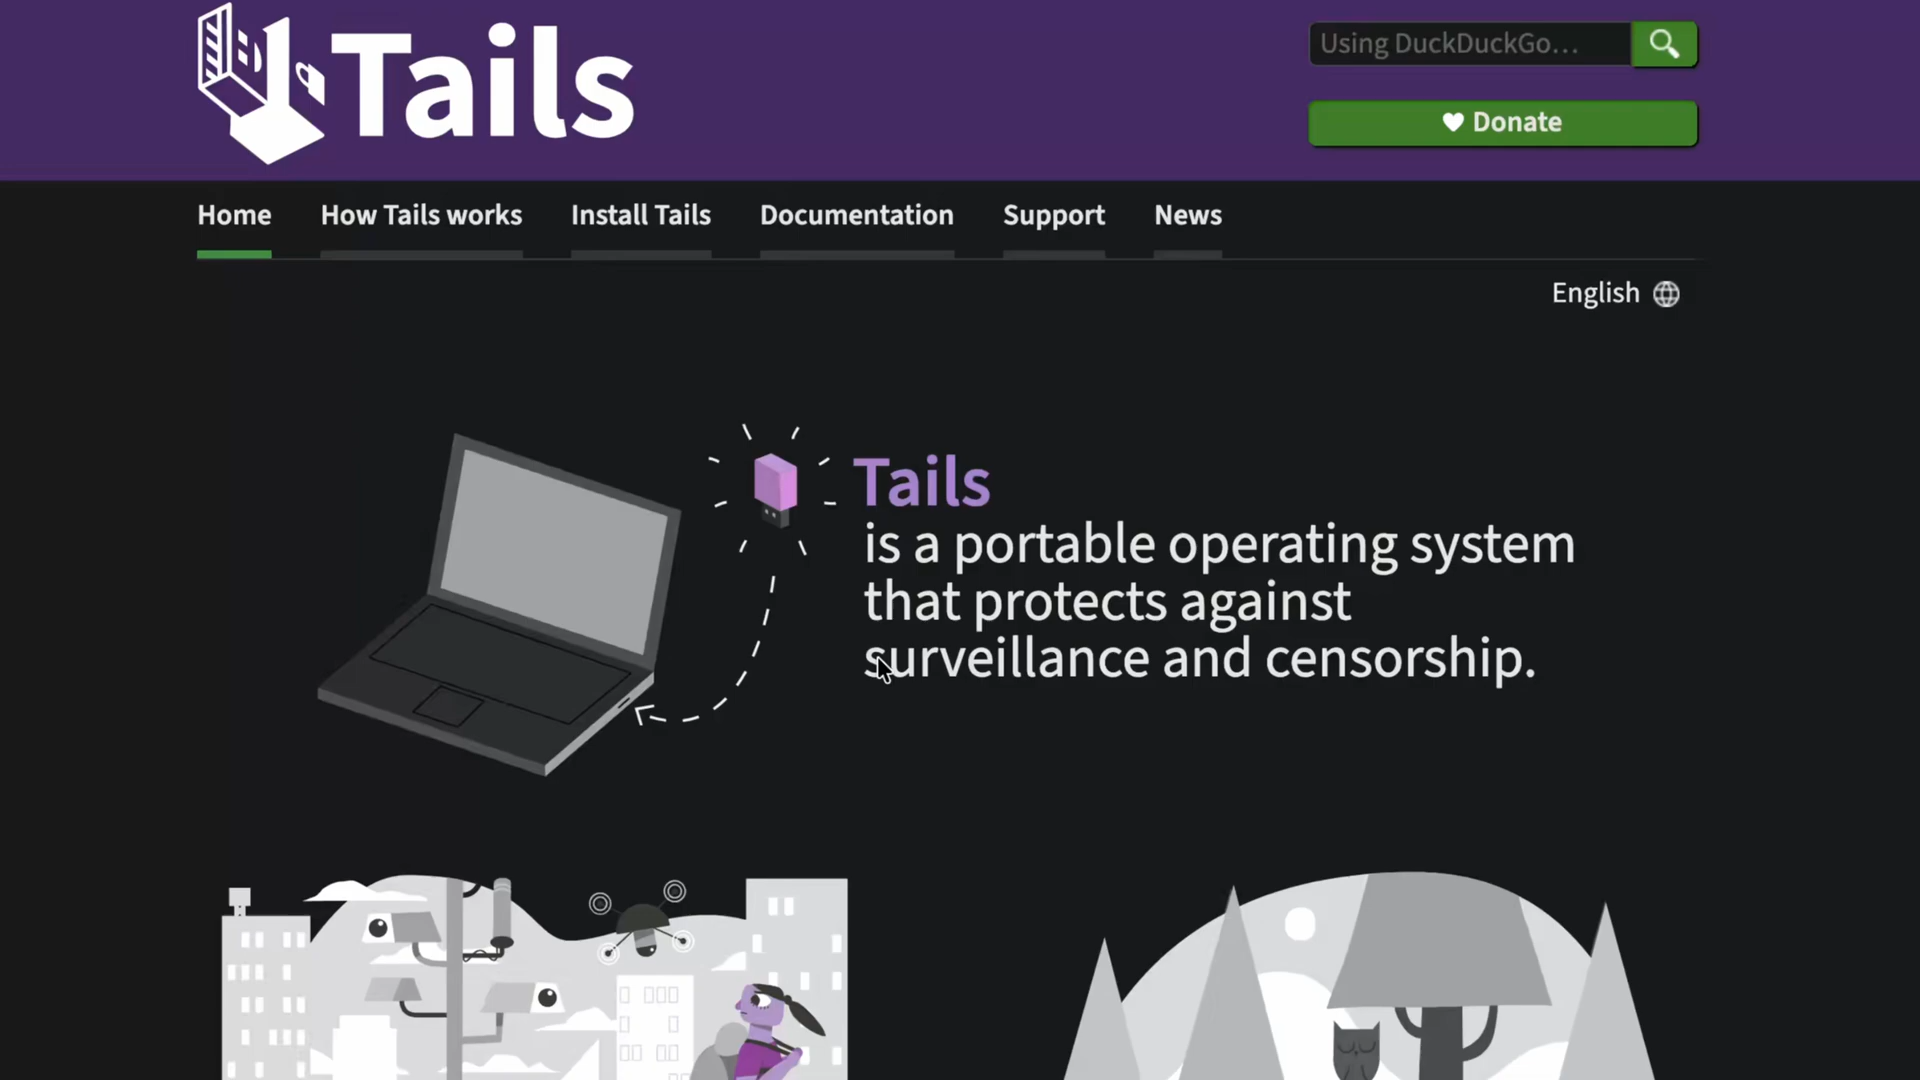 Tails
Using DuckDuckGo...
Donate
Home How Tails works Install Tails Documentation Support News
English
Tails
is a portable operating system
that protects against
surveillance and censorship.